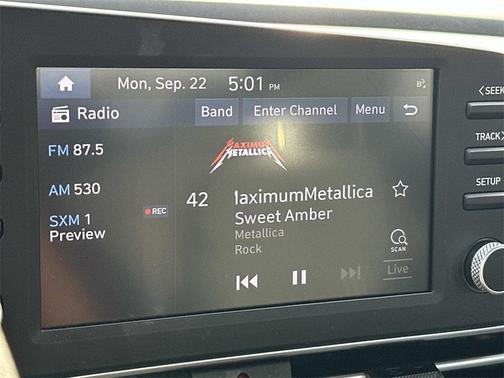 Mon, Sep. 22 5:01 PM
<SEEK
Radio Band Enter Channel Menu
MAXIMUM
METALLICA
TRACK>
FM 87.5
AM 530
SETUP
SXM 1
REC
Preview
42 MaximumMetallica
Sweet Amber
Metallica
Rock
SCAN
Live